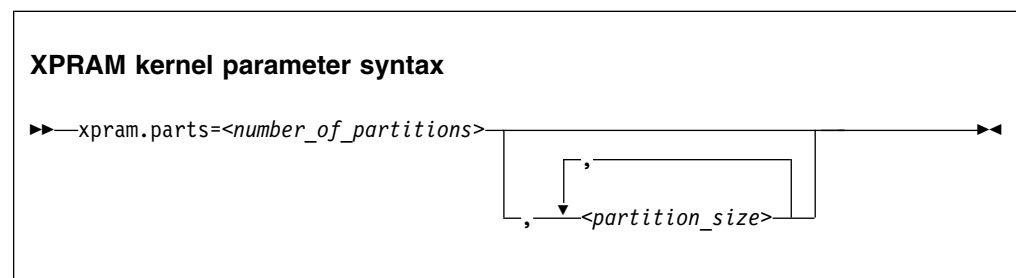 XPRAM kernel parameter syntax
xpram.parts=<number_of_partitions>
,
,<partition_size>